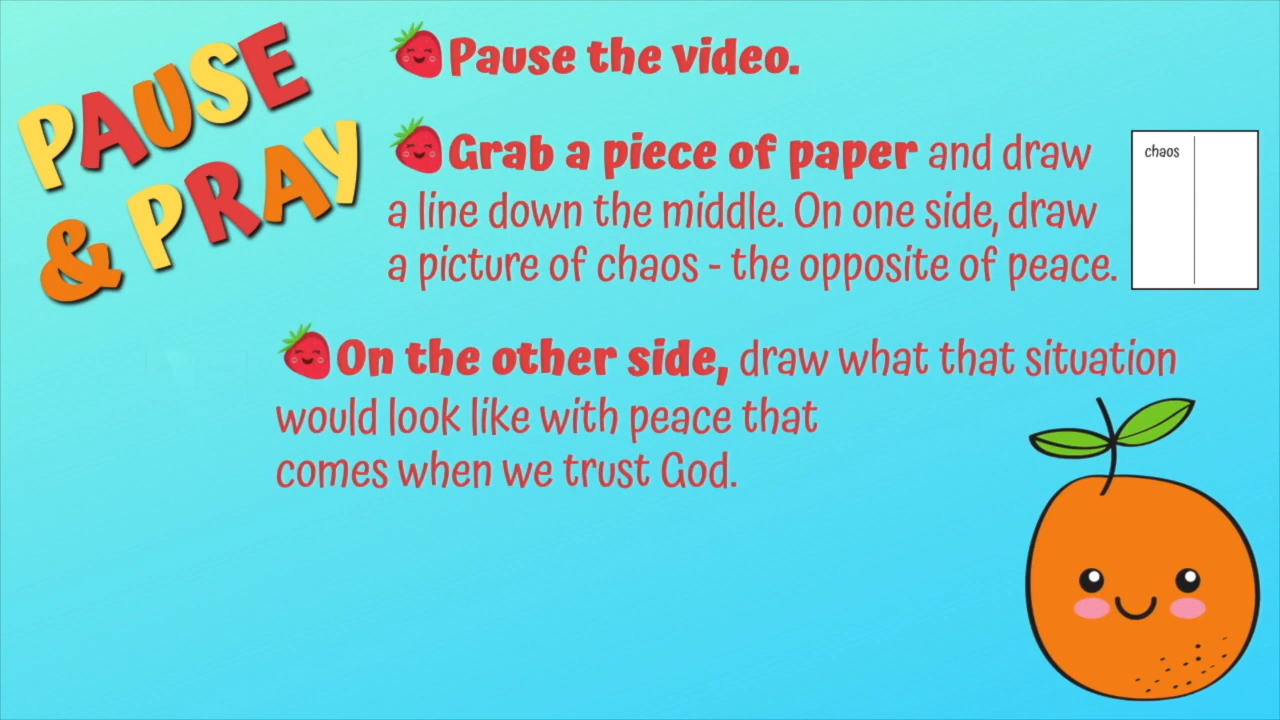 PAUSE
& PRAY
Pause the video.
Grab a piece of paper and draw
a line down the middle. On one side, draw
a picture of chaos - the opposite of peace.
chaos
On the other side, draw what that situation
would look like with peace that
comes when we trust God.